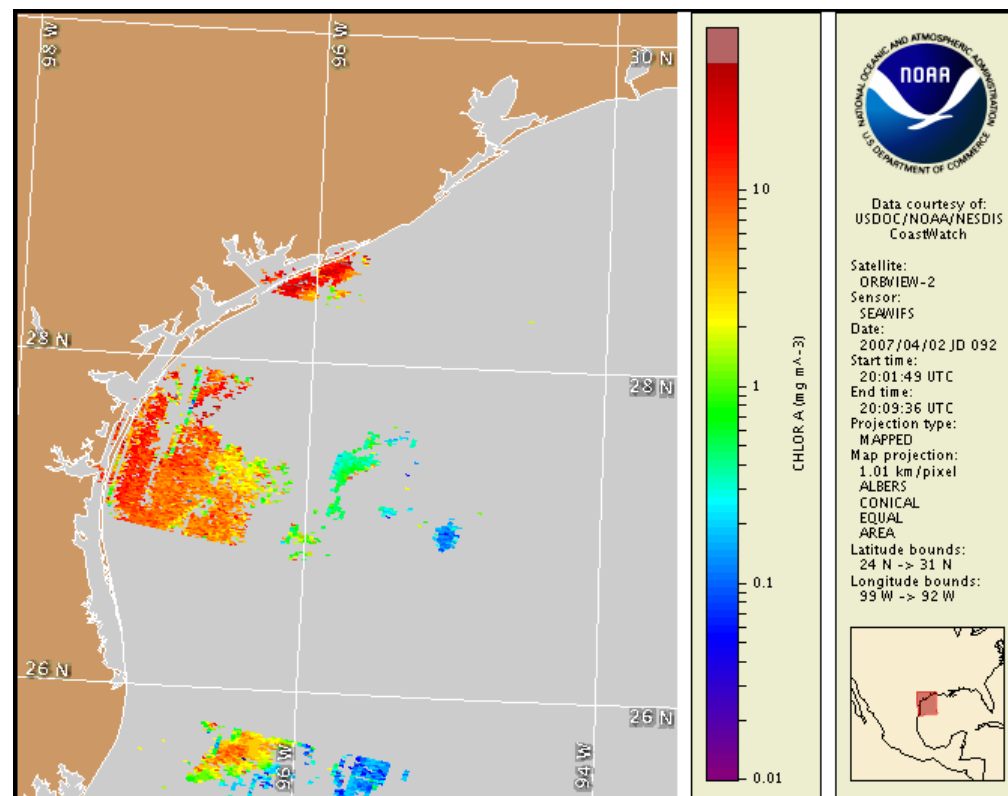 98 W
96 W
30 N
28 N
28 N
26 N
26 N
96 W
94 W
10
1
0.1
0.01
CHLOR A (mg m^-3)
NATIONAL OCEANIC AND ATMOSPHERIC ADMINISTRATION
NOAA
U.S. DEPARTMENT OF COMMERCE
Data courtesy of:
USDOC/NOAA/NESDIS
CoastWatch
Satellite:
ORBVIEW-2
Sensor:
SEAWIFS
Date:
2007/04/02 JD 092
Start time:
20:01:49 UTC
End time:
20:09:36 UTC
Projection type:
MAPPED
Map projection:
1.01 km/pixel
ALBERS
CONICAL
EQUAL
AREA
Latitude bounds:
24 N -> 31 N
Longitude bounds:
99 W -> 92 W